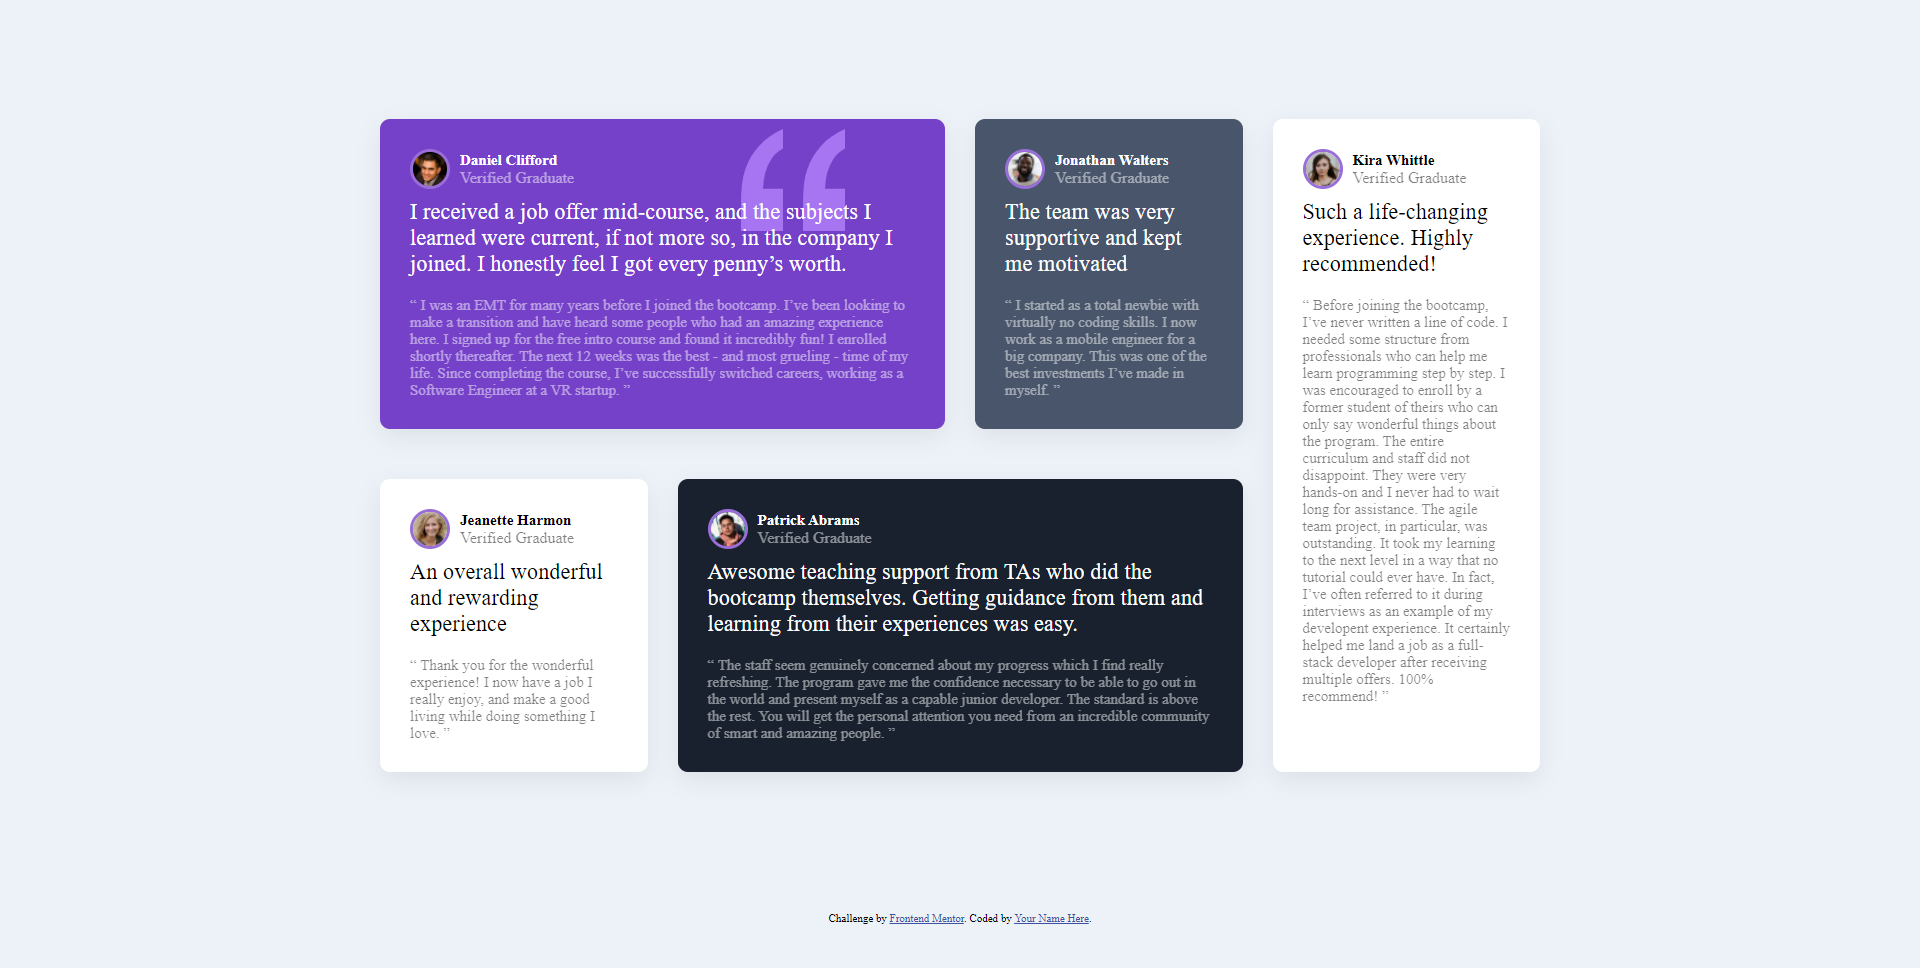 Daniel Clifford
Verified Graduate
I received a job offer mid-course, and the subjects I
learned were current, if not more so, in the company I
joined. I honestly feel I got every penny’s worth.
“ I was an EMT for many years before I joined the bootcamp. I’ve been looking to
make a transition and have heard some people who had an amazing experience
here. I signed up for the free intro course and found it incredibly fun! I enrolled
shortly thereafter. The next 12 weeks was the best - and most grueling - time of my
life. Since completing the course, I’ve successfully switched careers, working as a
Software Engineer at a VR startup. ”
Jonathan Walters
Verified Graduate
The team was very
supportive and kept
me motivated
“ I started as a total newbie with
virtually no coding skills. I now
work as a mobile engineer for a
big company. This was one of the
best investments I’ve made in
myself. ”
Kira Whittle
Verified Graduate
Such a life-changing
experience. Highly
recommended!
“ Before joining the bootcamp,
I’ve never written a line of code. I
needed some structure from
professionals who can help me
learn programming step by step. I
was encouraged to enroll by a
former student of theirs who can
only say wonderful things about
the program. The entire
curriculum and staff did not
disappoint. They were very
hands-on and I never had to wait
long for assistance. The agile
team project, in particular, was
outstanding. It took my learning
to the next level in a way that no
tutorial could ever have. In fact,
I’ve often referred to it during
interviews as an example of my
developent experience. It certainly
helped me land a job as a full-
stack developer after receiving
multiple offers. 100%
recommend! ”
Jeanette Harmon
Verified Graduate
An overall wonderful
and rewarding
experience
“ Thank you for the wonderful
experience! I now have a job I
really enjoy, and make a good
living while doing something I
love. ”
Patrick Abrams
Verified Graduate
Awesome teaching support from TAs who did the
bootcamp themselves. Getting guidance from them and
learning from their experiences was easy.
“ The staff seem genuinely concerned about my progress which I find really
refreshing. The program gave me the confidence necessary to be able to go out in
the world and present myself as a capable junior developer. The standard is above
the rest. You will get the personal attention you need from an incredible community
of smart and amazing people. ”
Challenge by Frontend Mentor. Coded by Your Name Here.